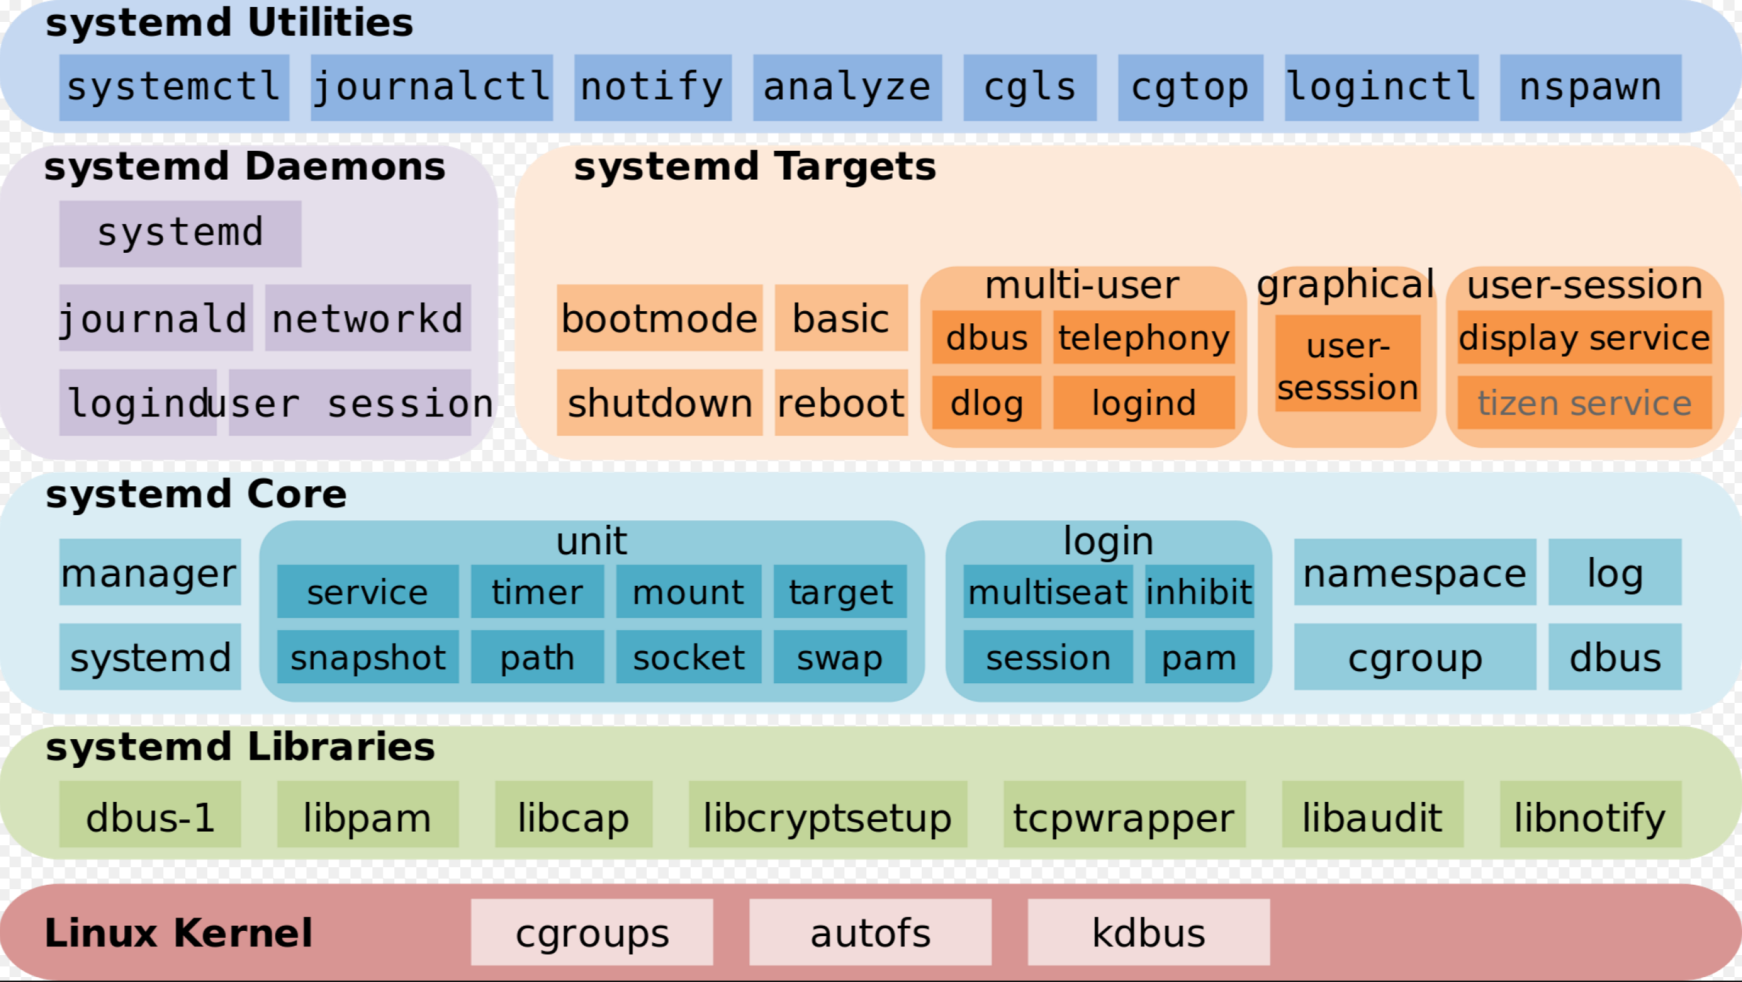 systemd Utilities
systemctl journalctl notify analyze cgls cgtop loginctl nspawn
systemd Daemons
systemd
journald networkd
logind user session
systemd Targets
bootmode basic
shutdown reboot
multi-user
dbus telephony
dlog logind
graphical
user-
sesssion
user-session
display service
tizen service
systemd Core
manager
systemd
unit
service timer mount target
snapshot path socket swap
login
multiseat inhibit
session pam
namespace log
cgroup dbus
systemd Libraries
dbus-1 libpam libcap libcryptsetup tcpwrapper libaudit libnotify
Linux Kernel cgroups autofs kdbus